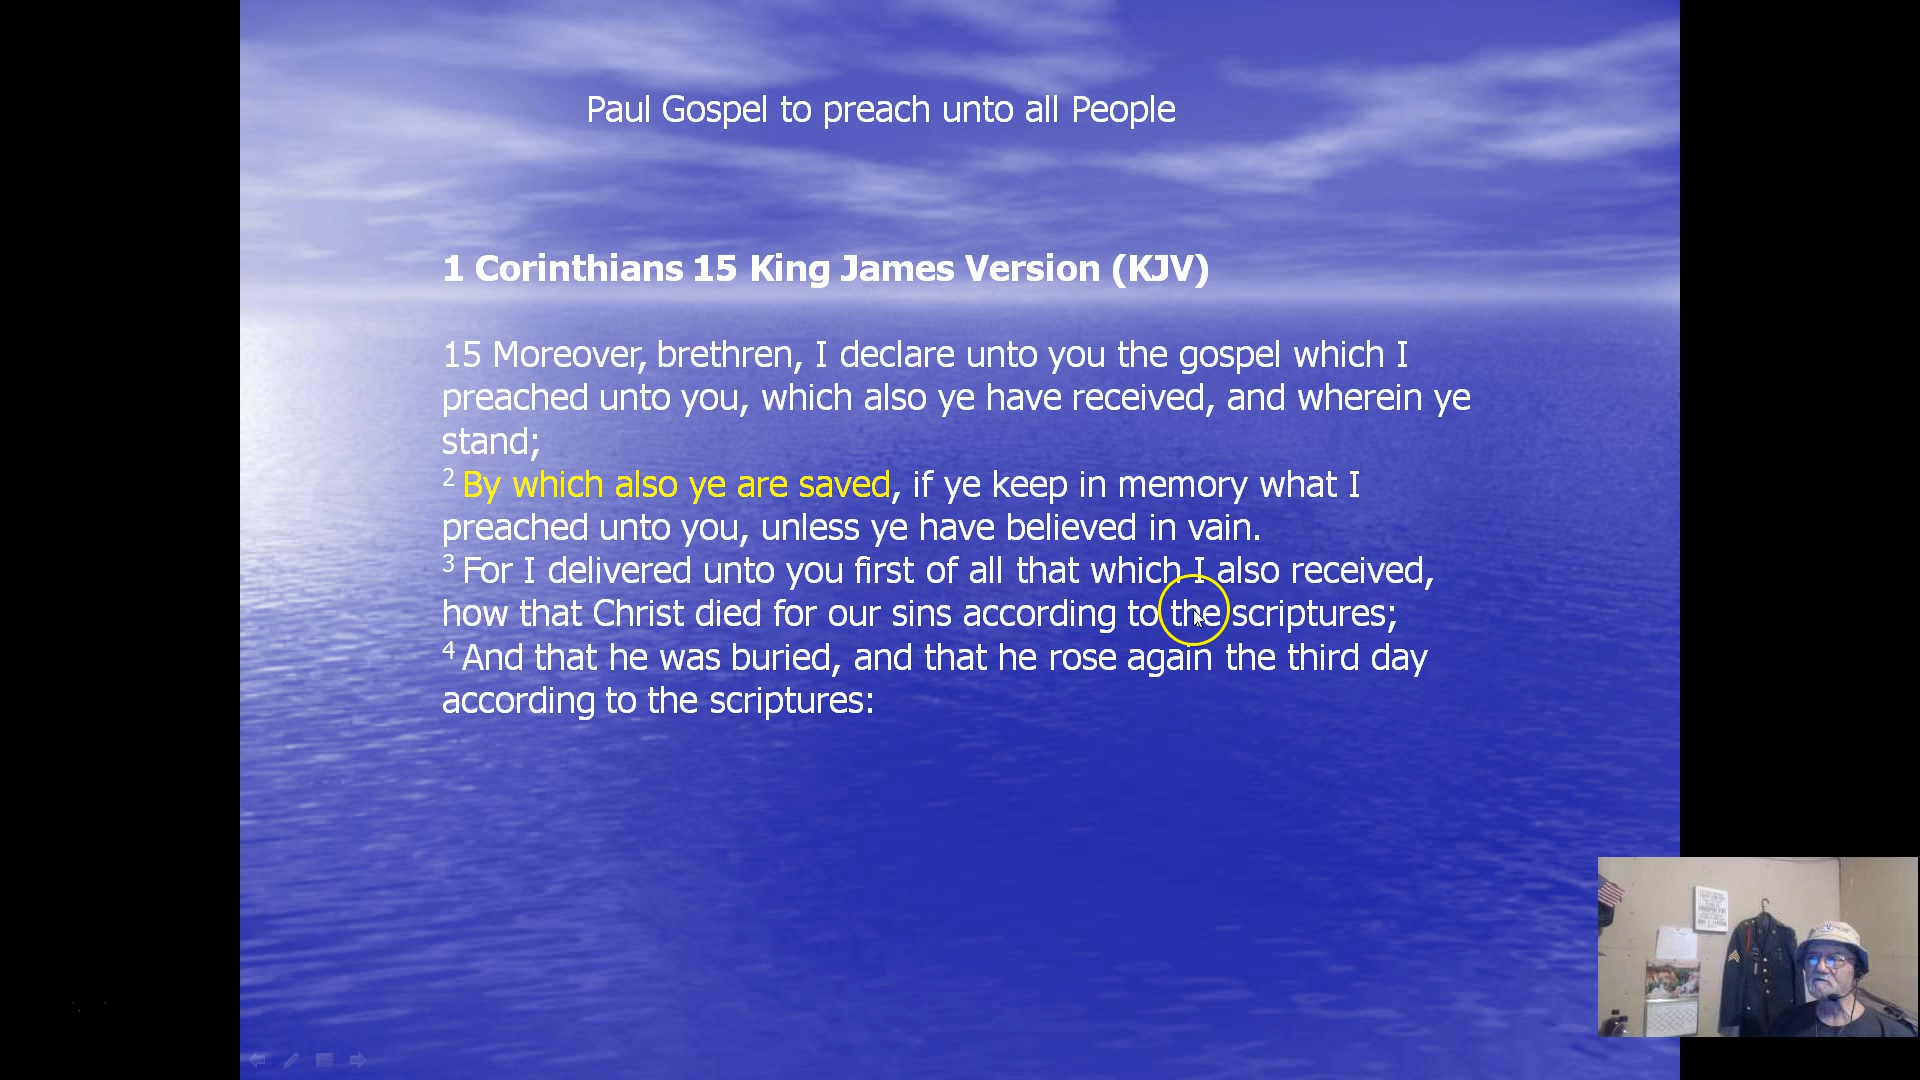 Paul Gospel to preach unto all People
1 Corinthians 15 King James Version (KJV)
15 Moreover, brethren, I declare unto you the gospel which I
preached unto you, which also ye have received, and wherein ye
stand;
2 By which also ye are saved, if ye keep in memory what I
preached unto you, unless ye have believed in vain.
3 For I delivered unto you first of all that which I also received,
how that Christ died for our sins according to the scriptures;
4 And that he was buried, and that he rose again the third day
according to the scriptures: